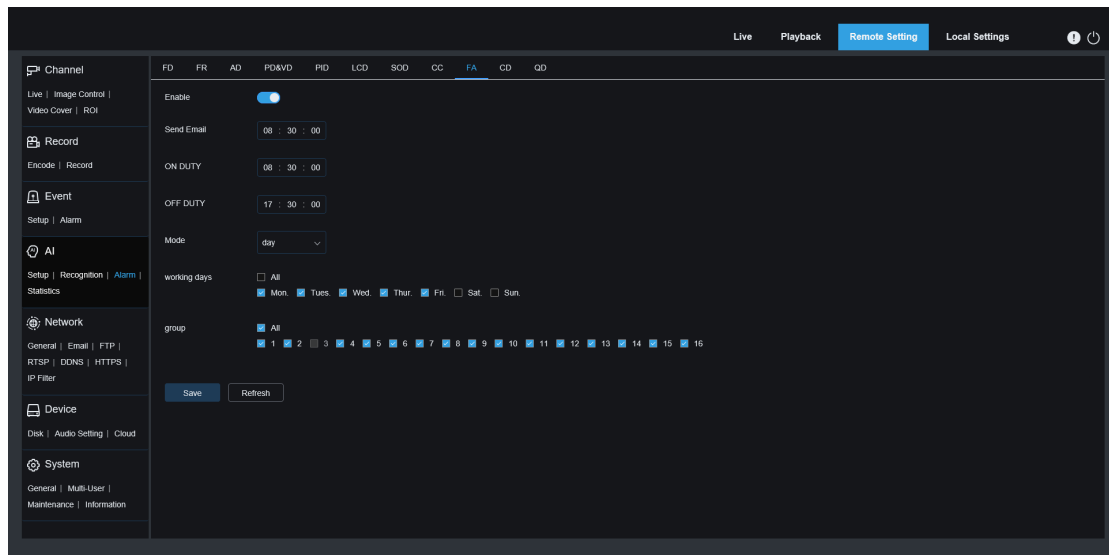 Live Playback Remote Setting Local Settings
Channel
Live | Image Control |
Video Cover | ROI
Record
Encode | Record
Event
Setup | Alarm
AI
Setup | Recognition | Alarm |
Statistics
Network
General | Email | FTP |
RTSP | DDNS | HTTPS |
IP Filter
Device
Disk | Audio Setting | Cloud
System
General | Multi-User |
Maintenance | Information
FD FR AD PD&VD PID LCD SOD CC FA CD QD
Enable
Send Email 08 : 30 : 00
ON DUTY 08 : 30 : 00
OFF DUTY 17 : 30 : 00
Mode day
working days All
Mon. Tues. Wed. Thur. Fri. Sat. Sun.
group All
1 2 3 4 5 6 7 8 9 10 11 12 13 14 15 16
Save Refresh